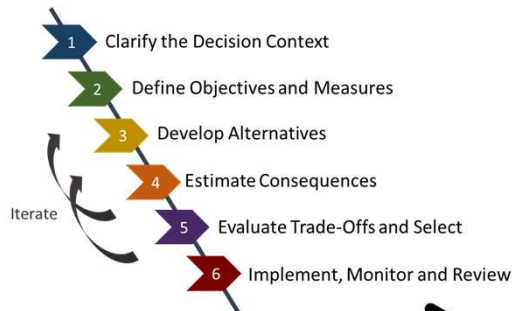 1 Clarify the Decision Context
2 Define Objectives and Measures
3 Develop Alternatives
4 Estimate Consequences
Iterate
5 Evaluate Trade-Offs and Select
6 Implement, Monitor and Review